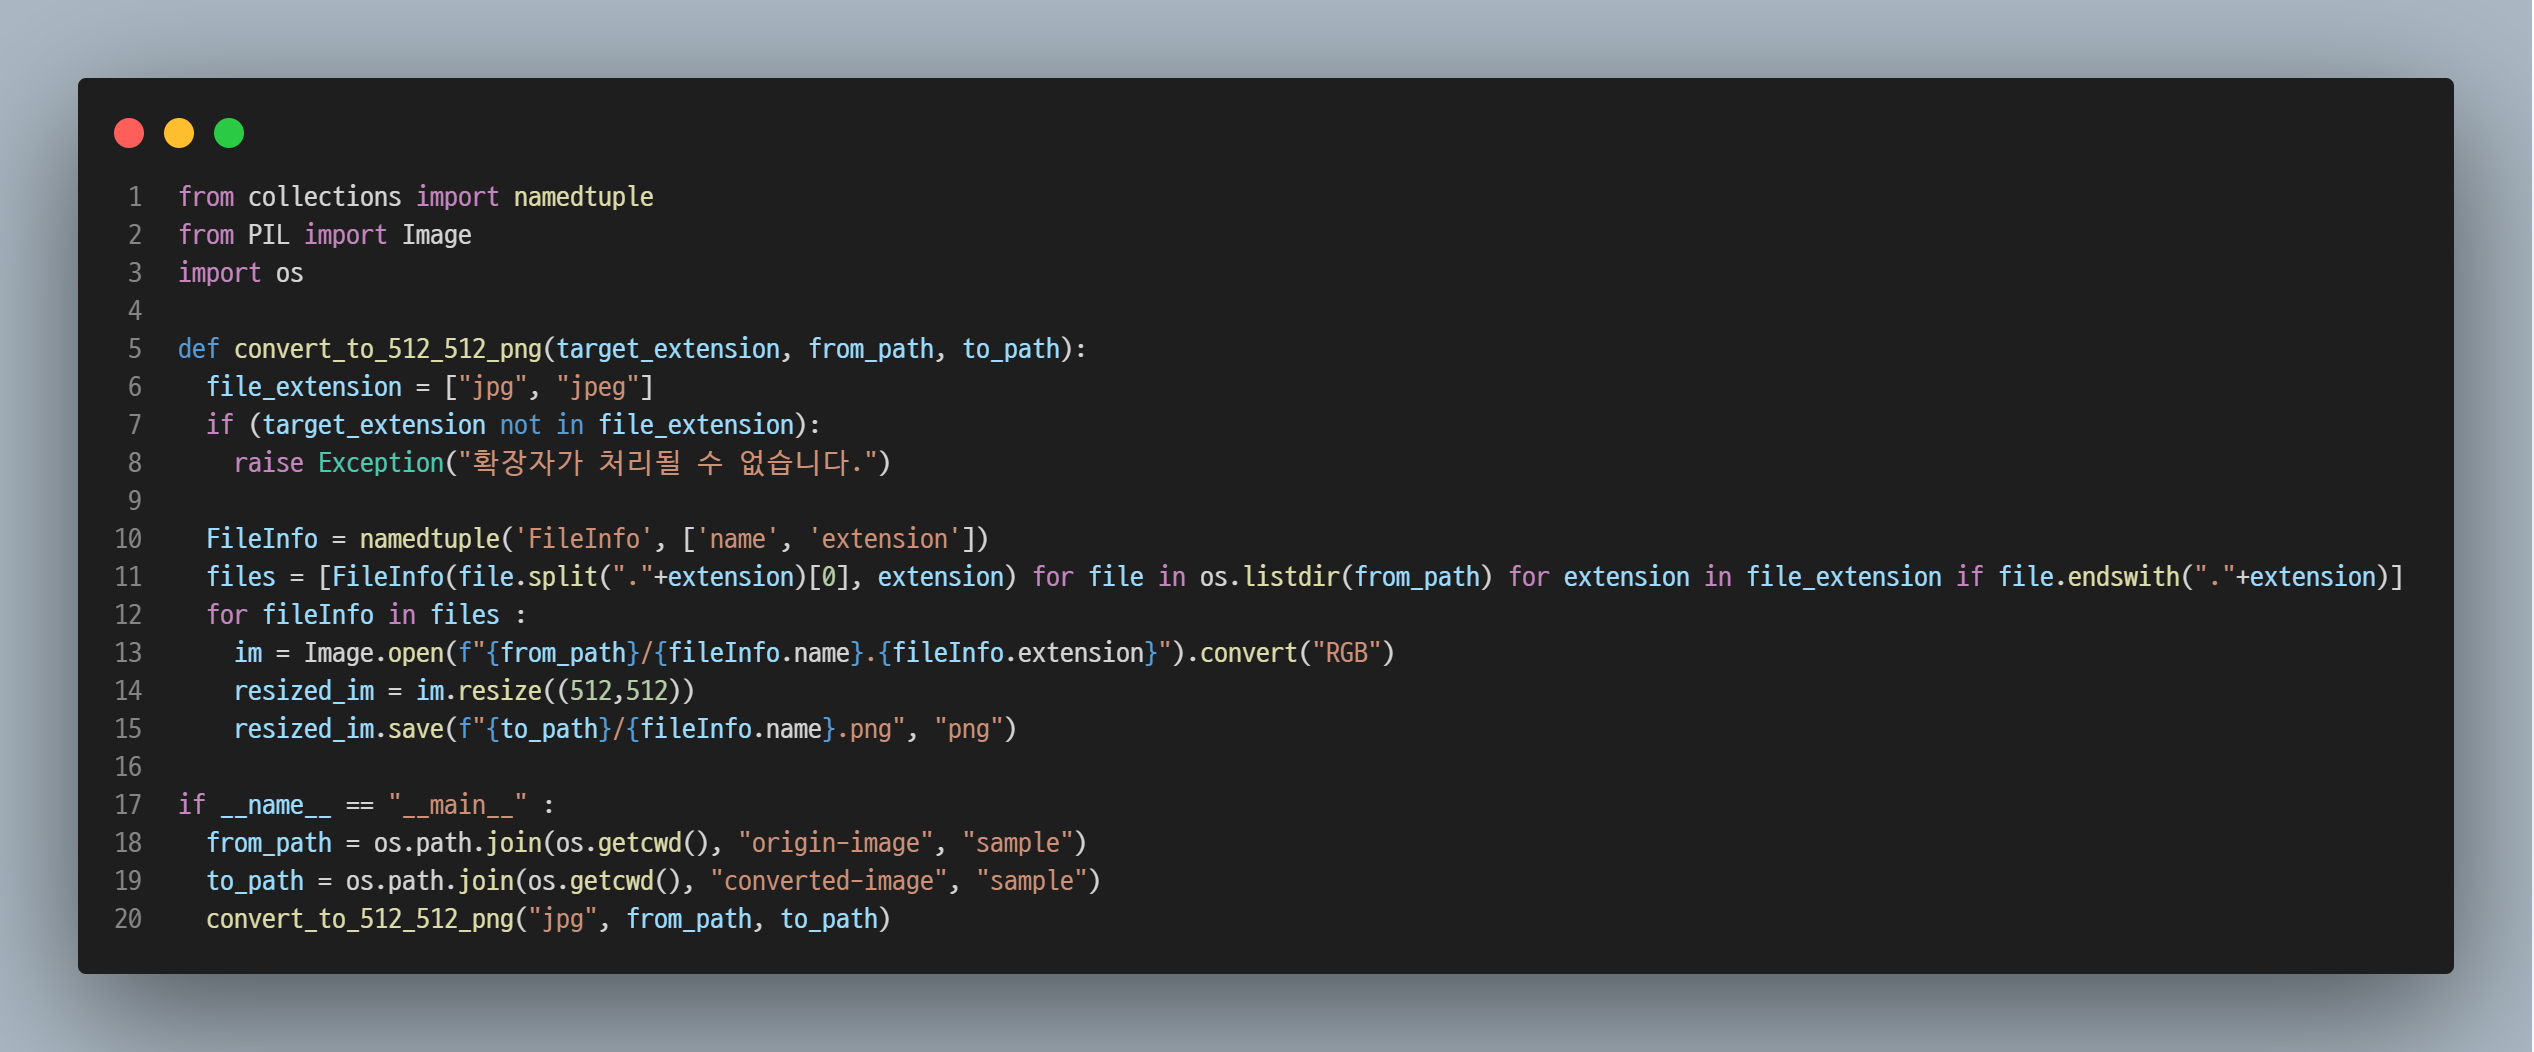 1 from collections import namedtuple
2 from PIL import Image
3 import os
4
5 def convert_to_512_512_png(target_extension, from_path, to_path):
6   file_extension = ["jpg", "jpeg"]
7   if (target_extension not in file_extension):
8     raise Exception("확장자가 처리될 수 없습니다.")
9
10   FileInfo = namedtuple('FileInfo', ['name', 'extension'])
11   files = [FileInfo(file.split("."+extension)[0], extension) for file in os.listdir(from_path) for extension in file_extension if file.endswith("."+extension)]
12   for fileInfo in files :
13     im = Image.open(f"{from_path}/{fileInfo.name}.{fileInfo.extension}").convert("RGB")
14     resized_im = im.resize((512,512))
15     resized_im.save(f"{to_path}/{fileInfo.name}.png", "png")
16
17 if __name__ == "__main__" :
18   from_path = os.path.join(os.getcwd(), "origin-image", "sample")
19   to_path = os.path.join(os.getcwd(), "converted-image", "sample")
20   convert_to_512_512_png("jpg", from_path, to_path)